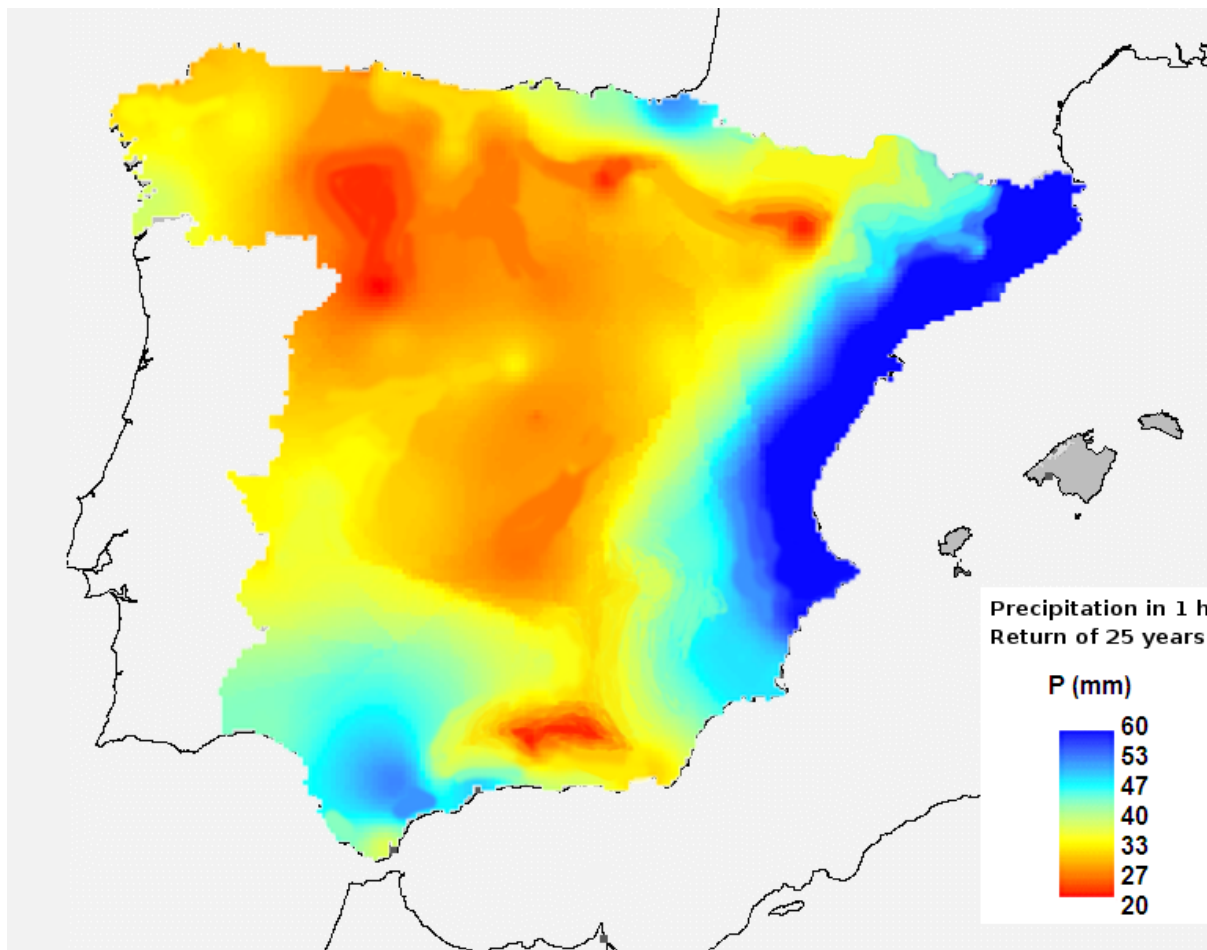 Precipitation in 1 h
Return of 25 years
P (mm)
60
53
47
40
33
27
20